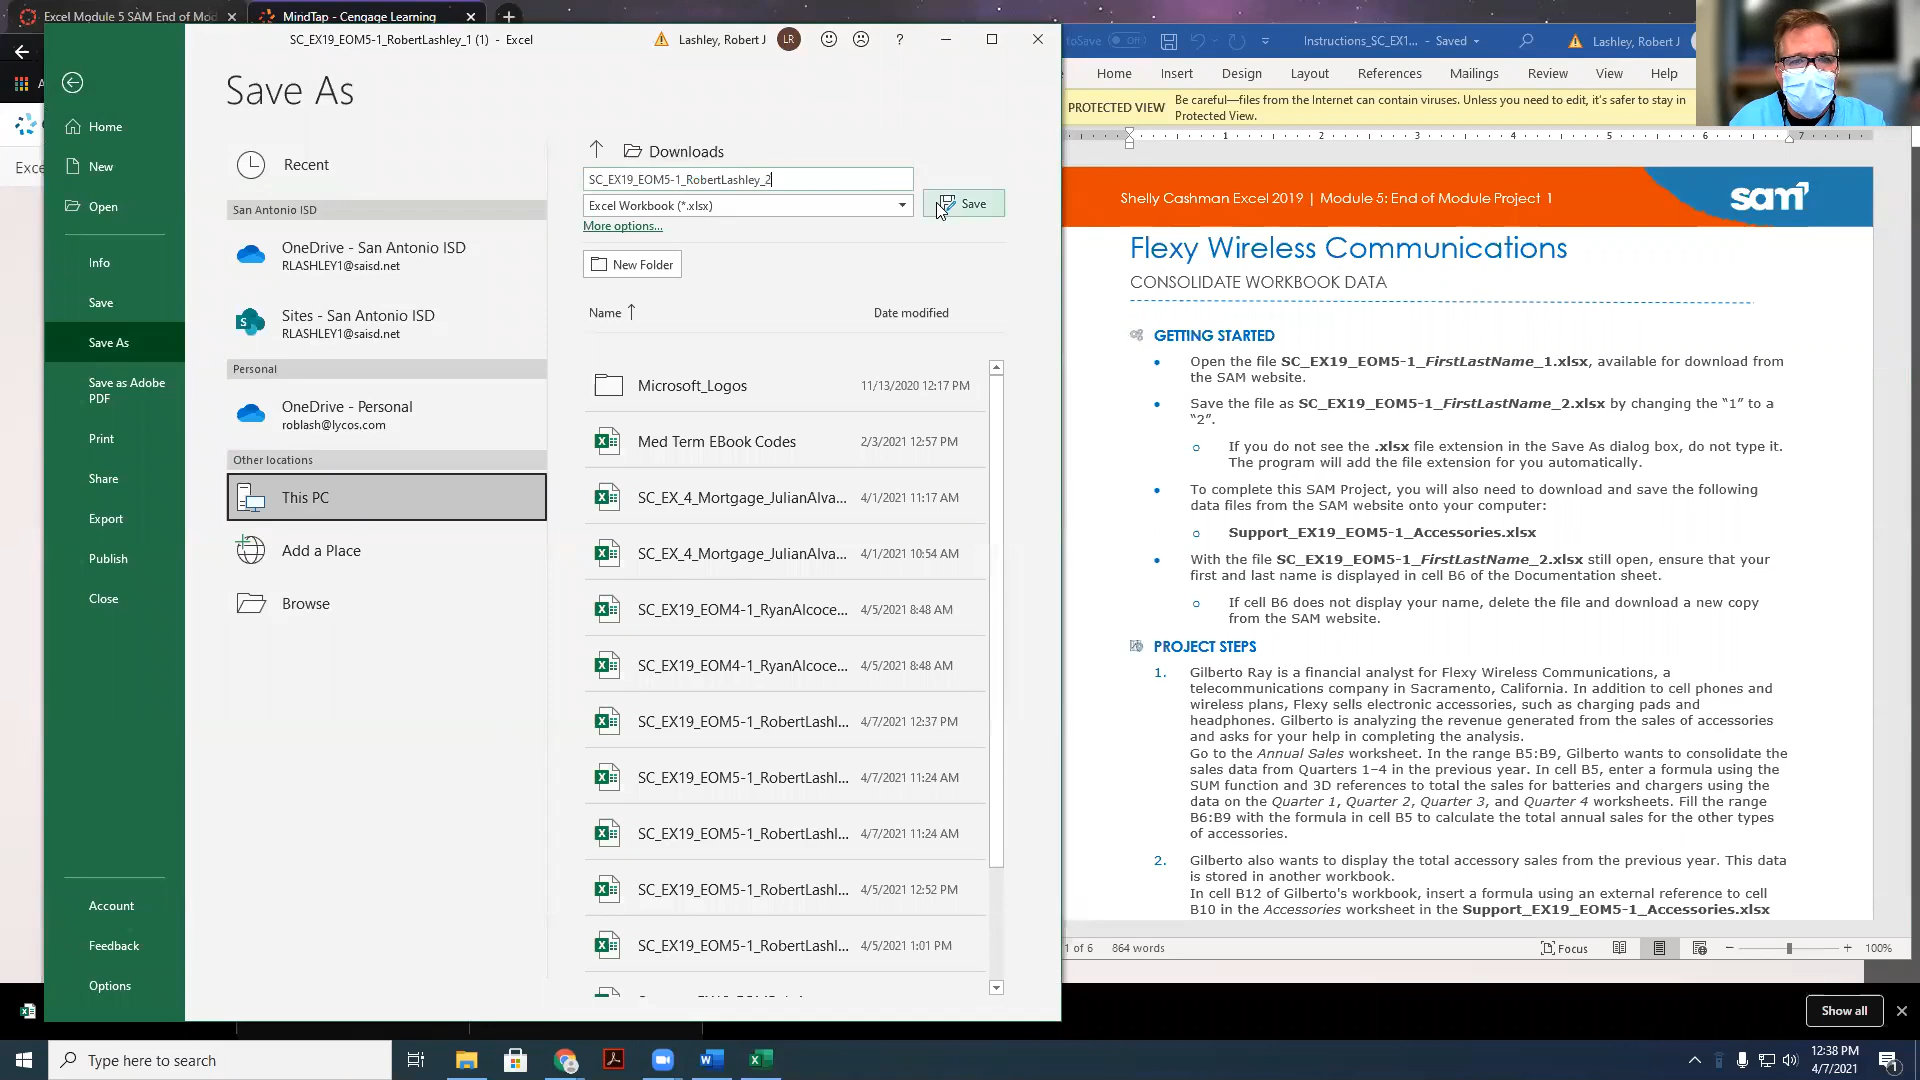 Excel Module 5 SAM End of Mod
MindTap - Cengage Learning
SC_EX19_EOM5-1_RobertLashley_1 (1) - Excel
Lashley, Robert J
LR
?
Save As
Home
New
Open
Info
Save
Save As
Save as Adobe
PDF
Print
Share
Export
Publish
Close
Account
Feedback
Options
Recent
San Antonio ISD
OneDrive - San Antonio ISD
RLASHLEY1@saisd.net
Sites - San Antonio ISD
RLASHLEY1@saisd.net
Personal
OneDrive - Personal
roblash@lycos.com
Other locations
This PC
Add a Place
Browse
Downloads
SC_EX19_EOM5-1_RobertLashley_2
Excel Workbook (*.xlsx)
Save
More options...
New Folder
Name Date modified
Microsoft_Logos 11/13/2020 12:17 PM
Med Term EBook Codes 2/3/2021 12:57 PM
SC_EX_4_Mortgage_JulianAlva... 4/1/2021 11:17 AM
SC_EX_4_Mortgage_JulianAlva... 4/1/2021 10:54 AM
SC_EX19_EOM4-1_RyanAlcoce... 4/5/2021 8:48 AM
SC_EX19_EOM4-1_RyanAlcoce... 4/5/2021 8:48 AM
SC_EX19_EOM5-1_RobertLashl... 4/7/2021 12:37 PM
SC_EX19_EOM5-1_RobertLashl... 4/7/2021 11:24 AM
SC_EX19_EOM5-1_RobertLashl... 4/7/2021 11:24 AM
SC_EX19_EOM5-1_RobertLashl... 4/5/2021 12:52 PM
SC_EX19_EOM5-1_RobertLashl... 4/5/2021 1:01 PM
toSave Off
Instructions_SC_EX1... - Saved
Lashley, Robert J
Home Insert Design Layout References Mailings Review View Help
PROTECTED VIEW Be careful—files from the Internet can contain viruses. Unless you need to edit, it's safer to stay in
Protected View.
1 2 3 4 5 6 7
Shelly Cashman Excel 2019 | Module 5: End of Module Project 1
sam
Flexy Wireless Communications
CONSOLIDATE WORKBOOK DATA
GETTING STARTED
• Open the file SC_EX19_EOM5-1_FirstLastName_1.xlsx, available for download from
the SAM website.
• Save the file as SC_EX19_EOM5-1_FirstLastName_2.xlsx by changing the “1” to a
“2”.
o If you do not see the .xlsx file extension in the Save As dialog box, do not type it.
The program will add the file extension for you automatically.
• To complete this SAM Project, you will also need to download and save the following
data files from the SAM website onto your computer:
o Support_EX19_EOM5-1_Accessories.xlsx
• With the file SC_EX19_EOM5-1_FirstLastName_2.xlsx still open, ensure that your
first and last name is displayed in cell B6 of the Documentation sheet.
o If cell B6 does not display your name, delete the file and download a new copy
from the SAM website.
PROJECT STEPS
1. Gilberto Ray is a financial analyst for Flexy Wireless Communications, a
telecommunications company in Sacramento, California. In addition to cell phones and
wireless plans, Flexy sells electronic accessories, such as charging pads and
headphones. Gilberto is analyzing the revenue generated from the sales of accessories
and asks for your help in completing the analysis.
Go to the Annual Sales worksheet. In the range B5:B9, Gilberto wants to consolidate the
sales data from Quarters 1–4 in the previous year. In cell B5, enter a formula using the
SUM function and 3D references to total the sales for batteries and chargers using the
data on the Quarter 1, Quarter 2, Quarter 3, and Quarter 4 worksheets. Fill the range
B6:B9 with the formula in cell B5 to calculate the total annual sales for the other types
of accessories.
2. Gilberto also wants to display the total accessory sales from the previous year. This data
is stored in another workbook.
In cell B12 of Gilberto's workbook, insert a formula using an external reference to cell
B10 in the Accessories worksheet in the Support_EX19_EOM5-1_Accessories.xlsx
1 of 6 864 words
Focus
100%
Show all
Type here to search
12:38 PM
4/7/2021
1